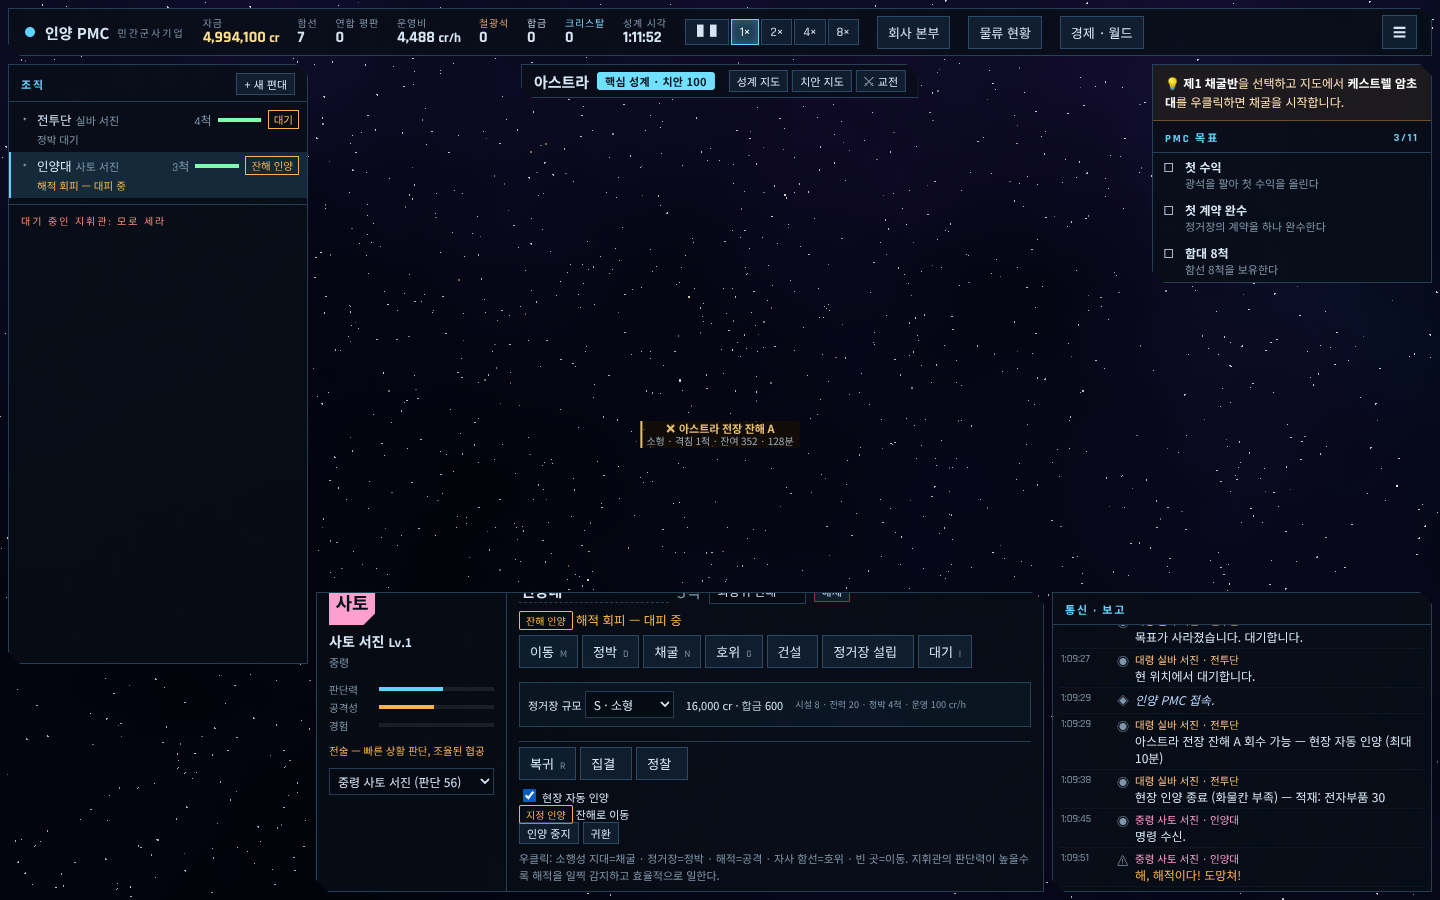 인양 PMC 민간군사기업
자금 4,994,100 cr
함선 7
연합 평판 0
운영비 4,488 cr/h
철광석 0
합금 0
크리스탈 0
성계 시각 1:11:52
1× 2× 4× 8×
회사 본부
물류 현황
경제 · 월드
조직
+ 새 편대
전투단 실바 서진 4척 대기
정박 대기
인양대 사토 서진 3척 잔해 인양
해적 회피 — 대피 중
대기 중인 지휘관: 모로 세라
아스트라 핵심 성계 · 치안 100 성계 지도 치안 지도 ⚔ 교전
💡 제1 채굴반을 선택하고 지도에서 케스트렐 암초
대를 우클릭하면 채굴을 시작합니다.
PMC 목표 3/11
첫 수익
광석을 팔아 첫 수익을 올린다
첫 계약 완수
정거장의 계약을 하나 완수한다
함대 8척
함선 8척을 보유한다
✖ 아스트라 전장 잔해 A
소형 · 격침 1척 · 잔여 352 · 128분
사토
사토 서진 Lv.1
중령
판단력
공격성
경험
전술 — 빠른 상황 판단, 조율된 협공
중령 사토 서진 (판단 56)
잔해 인양 해적 회피 — 대피 중
이동 M 정박 D 채굴 N 호위 G 건설 정거장 설립 대기 I
정거장 규모 S · 소형 16,000 cr · 합금 600 시설 8 · 전력 20 · 정박 4척 · 운영 100 cr/h
복귀 R 집결 정찰
현장 자동 인양
지정 인양 잔해로 이동
인양 중지 귀환
우클릭: 소행성 지대=채굴 · 정거장=정박 · 해적=공격 · 자사 함선=호위 · 빈 곳=이동. 지휘관의 판단력이 높을수
록 해적을 일찍 감지하고 효율적으로 일한다.
통신 · 보고
목표가 사라졌습니다. 대기합니다.
1:09:27 대령 실바 서진 · 전투단
현 위치에서 대기합니다.
1:09:29 인양 PMC 접속.
1:09:29 대령 실바 서진 · 전투단
아스트라 전장 잔해 A 회수 가능 — 현장 자동 인양 (최대
10분)
1:09:38 대령 실바 서진 · 전투단
현장 인양 종료 (화물칸 부족) — 적재: 전자부품 30
1:09:45 중령 사토 서진 · 인양대
명령 수신.
1:09:51 중령 사토 서진 · 인양대
해, 해적이다! 도망쳐!